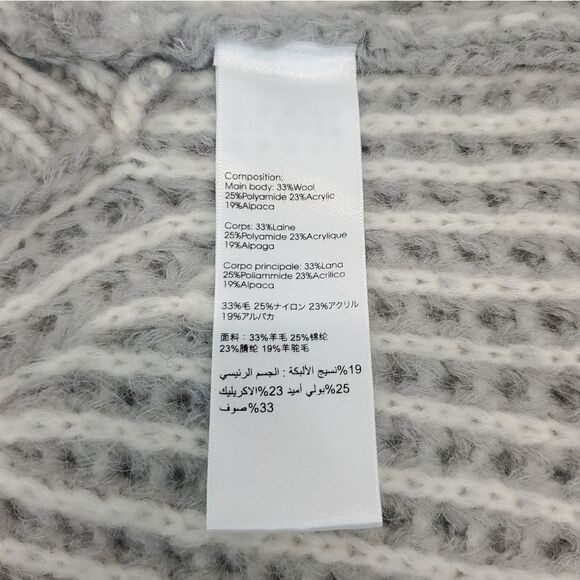 Composition:
Main body: 33%Wool
25%Polyamide 23%Acrylic
19%Alpaca
Corps: 33%Laine
25%Polyamide 23%Acrylique
19%Alpaga
Corpo principale: 33%Lana
25%Poliammide 23%Acrilico
19%Alpaca
33%毛 25%ナイロン 23%アクリル
19%アルパカ
面料：33%羊毛 25%锦纶
23%腈纶 19%羊驼毛
19%نسيج الألبكة : الجسم الرئيسي
25%بولي أميد 23%الاكريليك
33%صوف